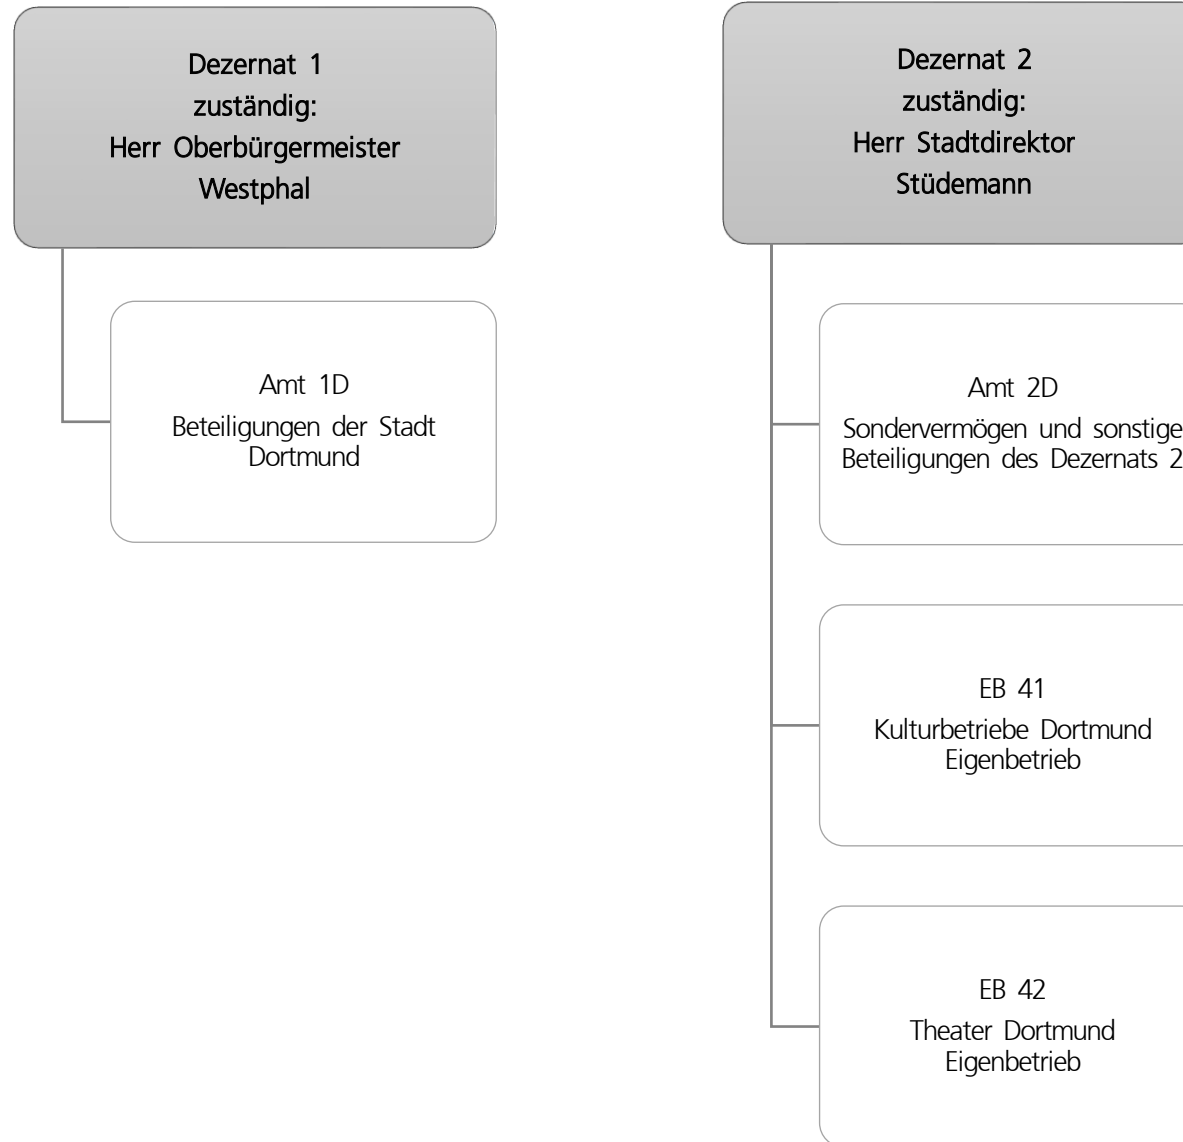 Dezernat 1
zuständig:
Herr Oberbürgermeister
Westphal
Amt 1D
Beteiligungen der Stadt
Dortmund
Dezernat 2
zuständig:
Herr Stadtdirektor
Stüdemann
Amt 2D
Sondervermögen und sonstige
Beteiligungen des Dezernats 2
EB 41
Kulturbetriebe Dortmund
Eigenbetrieb
EB 42
Theater Dortmund
Eigenbetrieb